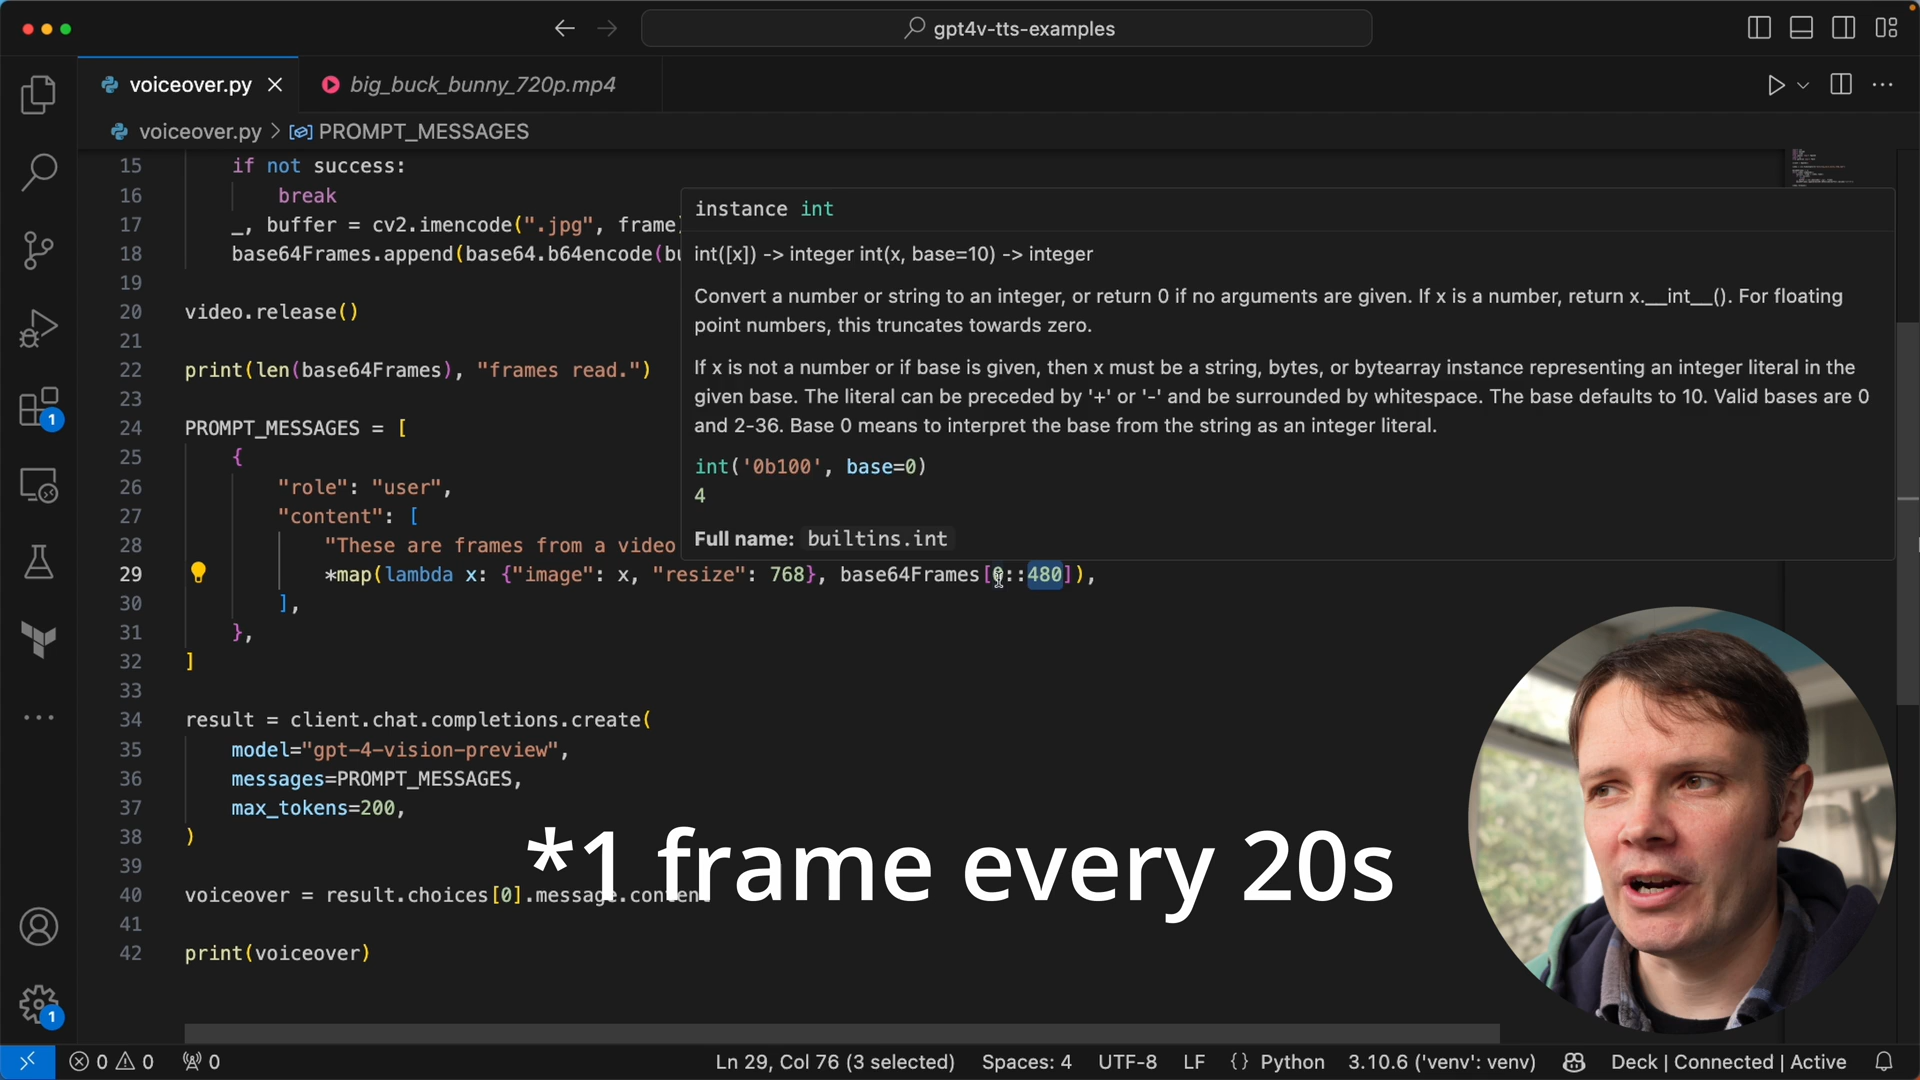 gpt4v-tts-examples
voiceover.py
big_buck_bunny_720p.mp4
voiceover.py > PROMPT_MESSAGES
15 if not success:
16 break
17 _, buffer = cv2.imencode(".jpg", frame)
18 base64Frames.append(base64.b64encode(bu
19
20 video.release()
21
22 print(len(base64Frames), "frames read.")
23
24 PROMPT_MESSAGES = [
25 {
26 "role": "user",
27 "content": [
28 "These are frames from a video
29 *map(lambda x: {"image": x, "resize": 768}, base64Frames[0::480]),
30 ],
31 },
32 ]
33
34 result = client.chat.completions.create(
35 model="gpt-4-vision-preview",
36 messages=PROMPT_MESSAGES,
37 max_tokens=200,
38 )
39
40 voiceover = result.choices[0].message.content
41
42 print(voiceover)
instance int
int([x]) -> integer int(x, base=10) -> integer
Convert a number or string to an integer, or return 0 if no arguments are given. If x is a number, return x.__int__(). For floating
point numbers, this truncates towards zero.
If x is not a number or if base is given, then x must be a string, bytes, or bytearray instance representing an integer literal in the
given base. The literal can be preceded by '+' or '-' and be surrounded by whitespace. The base defaults to 10. Valid bases are 0
and 2-36. Base 0 means to interpret the base from the string as an integer literal.
int('0b100', base=0)
4
Full name: builtins.int
*1 frame every 20s
1
1
0 0 0 Ln 29, Col 76 (3 selected) Spaces: 4 UTF-8 LF {} Python 3.10.6 ('venv': venv) Deck | Connected | Active